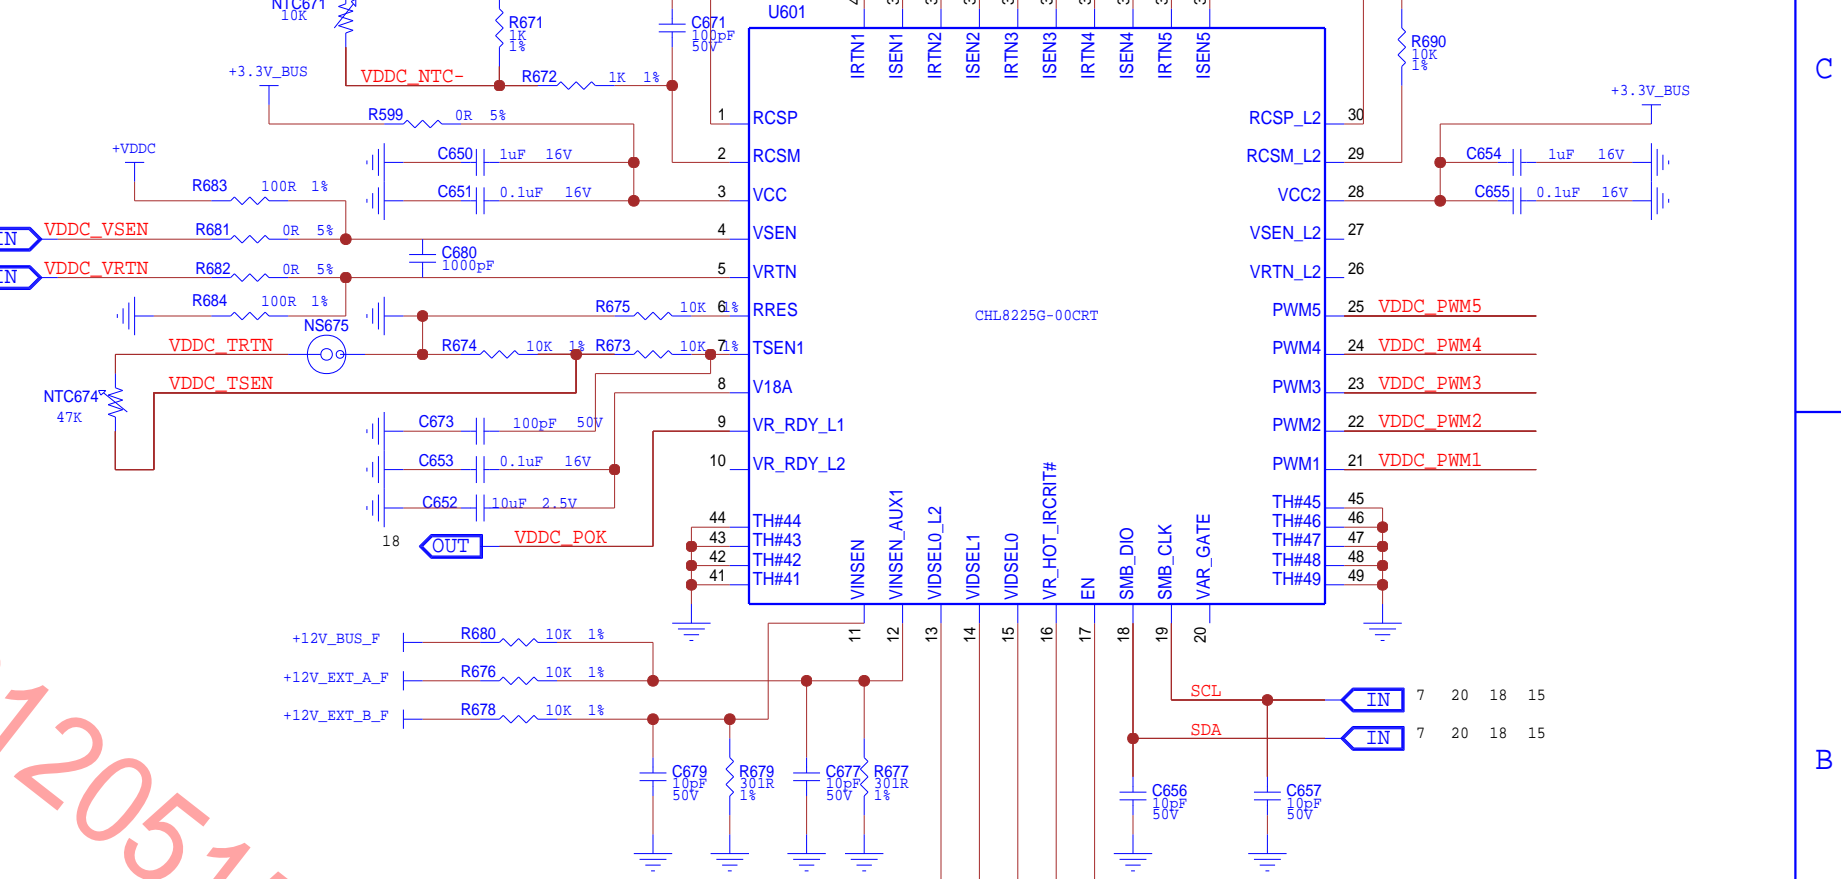 NTC671
10K
R671
1K
1%
C671
100pF
50V
U601
IRTN1
ISEN1
IRTN2
ISEN2
IRTN3
ISEN3
IRTN4
ISEN4
IRTN5
ISEN5
R690
10K
1%
C
+3.3V_BUS
VDDC_NTC-
R672 1K 1%
+3.3V_BUS
R599 0R 5%
1 RCSP
RCSP_L2 30
+VDDC
C650 1uF 16V
2 RCSM
RCSM_L2 29
C654 1uF 16V
R683 100R 1%
C651 0.1uF 16V
3 VCC
VCC2 28
C655 0.1uF 16V
IN VDDC_VSEN R681 0R 5%
4 VSEN
VSEN_L2 27
C680
1000pF
IN VDDC_VRTN R682 0R 5%
5 VRTN
VRTN_L2 26
R684 100R 1%
R675 10K 1%
6 RRES
CHL8225G-00CRT
PWM5 25 VDDC_PWM5
NS675
VDDC_TRTN
R674 10K 1% R673 10K 1%
7 TSEN1
PWM4 24 VDDC_PWM4
VDDC_TSEN
8 V18A
PWM3 23 VDDC_PWM3
NTC674
47K
C673 100pF 50V
9 VR_RDY_L1
PWM2 22 VDDC_PWM2
C653 0.1uF 16V
10 VR_RDY_L2
PWM1 21 VDDC_PWM1
C652 10uF 2.5V
18 OUT VDDC_POK
44 TH#44
43 TH#43
42 TH#42
41 TH#41
TH#45 45
TH#46 46
TH#47 47
TH#48 48
TH#49 49
VINSEN
VINSEN_AUX1
VIDSEL0_L2
VIDSEL1
VIDSEL0
VR_HOT_IRCRIT#
EN
SMB_DIO
SMB_CLK
VAR_GATE
11
12
13
14
15
16
17
18
19
20
+12V_BUS_F R680 10K 1%
+12V_EXT_A_F R676 10K 1%
+12V_EXT_B_F R678 10K 1%
SCL IN 7 20 18 15
SDA IN 7 20 18 15
C679
10pF
50V
R679
301R
1%
C677
10pF
50V
R677
301R
1%
C656
10pF
50V
C657
10pF
50V
B